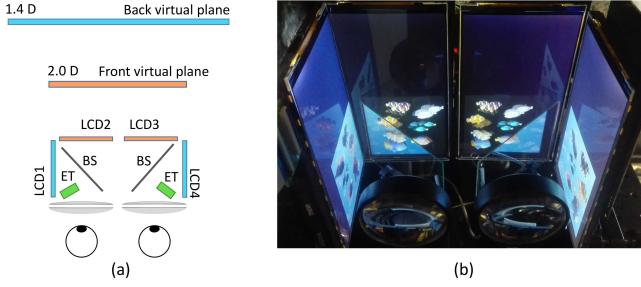 1.4 D Back virtual plane
2.0 D Front virtual plane
LCD2 LCD3
LCD1 BS BS LCD4
ET ET
(a) (b)